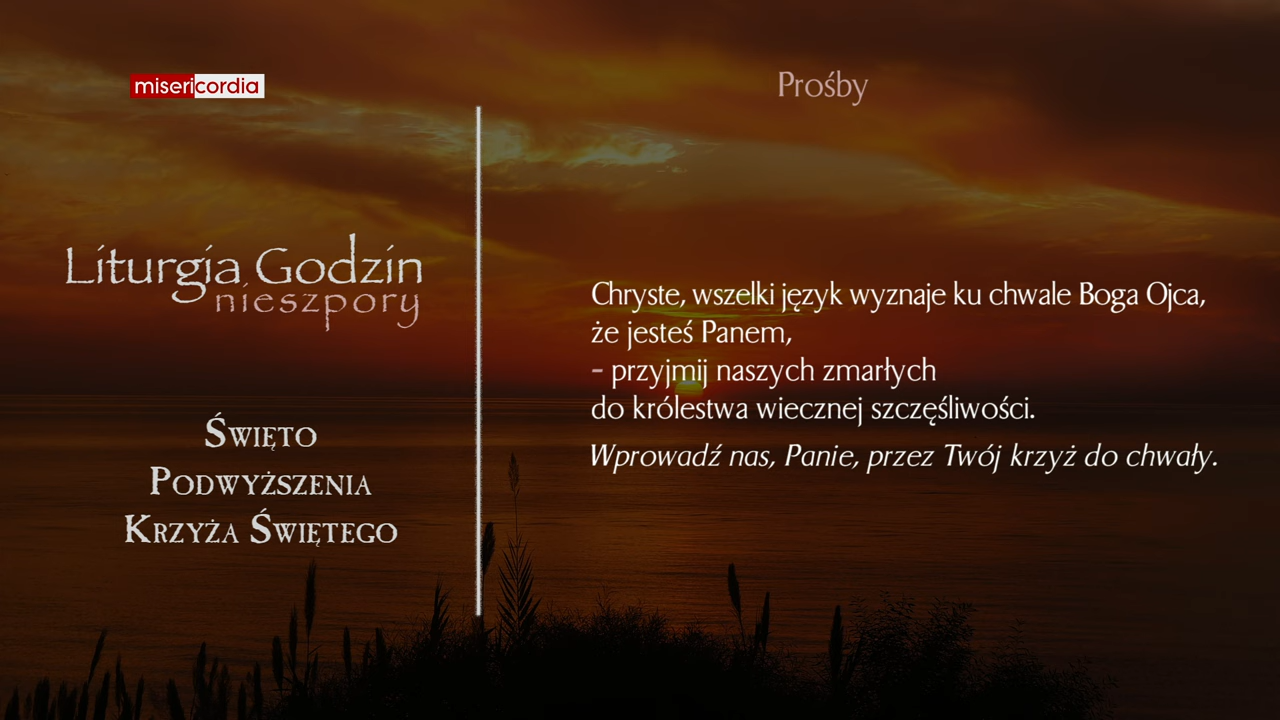 misericordia
Liturgia Godzin
nieszpory
Święto
Podwyższenia
Krzyża Świętego
Prośby
Chryste, wszelki język wyznaje ku chwale Boga Ojca,
że jesteś Panem,
- przyjmij naszych zmarłych
do królestwa wiecznej szczęśliwości.
Wprowadź nas, Panie, przez Twój krzyż do chwały.